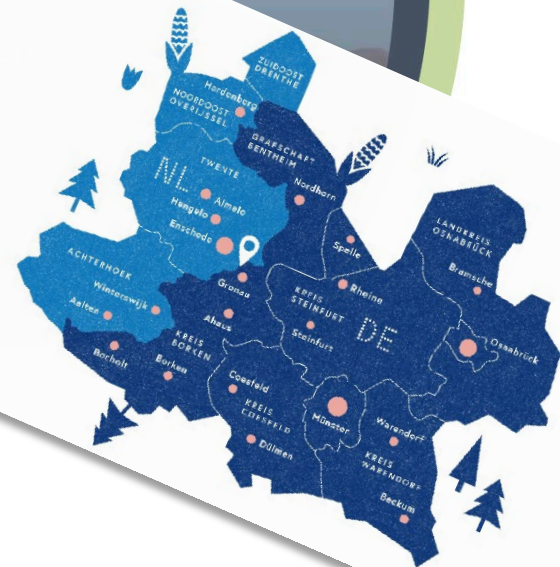 ZUIDOOST
DRENTHE
Hardenberg
NOORDOOST
OVERIJSSEL
GRAFSCHAFT
BENTHEIM
NL
TWENTE
Nordhorn
Almelo
Hengelo
Enschede
Spelle
LANDKREIS
OSNABRÜCK
Bramsche
ACHTERHOEK
Winterswijk
Aalten
Gronau
Ahaus
KREIS
STEINFURT
Rheine
DE
Steinfurt
Osnabrück
Bocholt
Borken
KREIS
BORKEN
Coesfeld
KREIS
COESFELD
Dülmen
Münster
Warendorf
KREIS
WARENDORF
Beckum